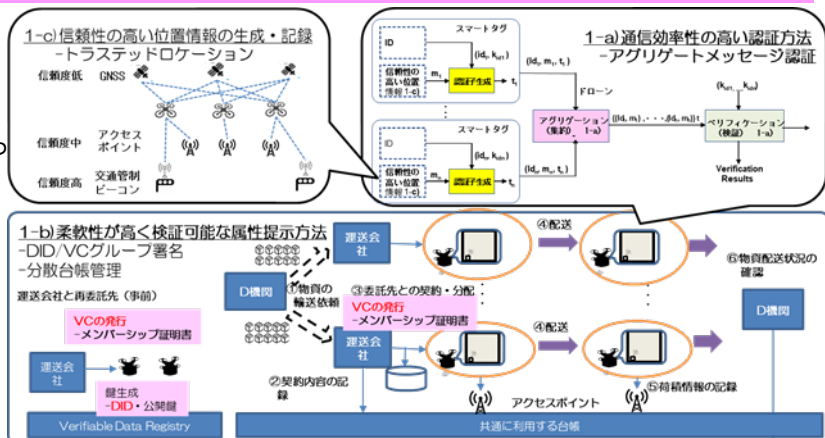 1-c)信頼性の高い位置情報の生成・記録
-トラステッドロケーション
信頼度低
GNSS
信頼度中
アクセス
ポイント
信頼度高
交通管制
ビーコン
スマートタグ
ID
(id₁, kid1)
信頼性の
高い位置
情報 1-c)
m₁
認証子生成
t₁
(id₁, m₁, t₁)
スマートタグ
ID
(idn, kidn)
信頼性の
高い位置
情報 1-c)
mn
認証子生成
tn
(idn, mn, tn)
ドローン
アグリゲーション
(集約) 1-a)
1-a)通信効率性の高い認証方法
-アグリゲートメッセージ認証
ベリフィケーション
(検証) 1-a)
Verification
Results
1-b)柔軟性が高く検証可能な属性提示方法
-DID/VCグループ署名
-分散台帳管理
運送会社と再委託先(事前)
VCの発行
-メンバーシップ証明書
運送会
社
鍵生成
-DID・公開鍵
Verifiable Data Registry
D機関
①物資の
輸送依頼
運送会
社
③委託先との契約・分配
VCの発行
-メンバーシップ証明書
運送会
社
②契約内容の記
録
④配送
④配送
アクセスポイント
⑤荷積情報の記録
⑥物資配送状況の
確認
D機関
共通に利用する台帳